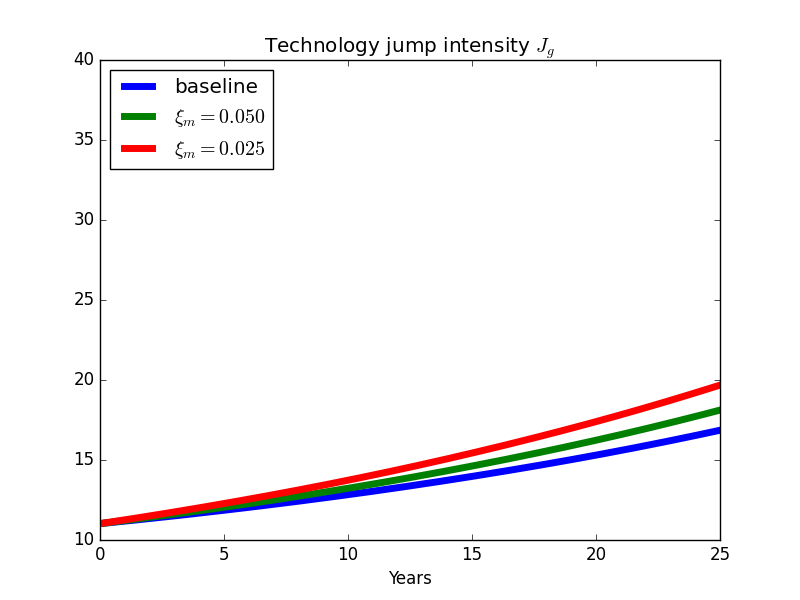 Technology jump intensity $J_g$
40
35
30
25
20
15
10
baseline
$\xi_m = 0.050$
$\xi_m = 0.025$
0 5 10 15 20 25
Years